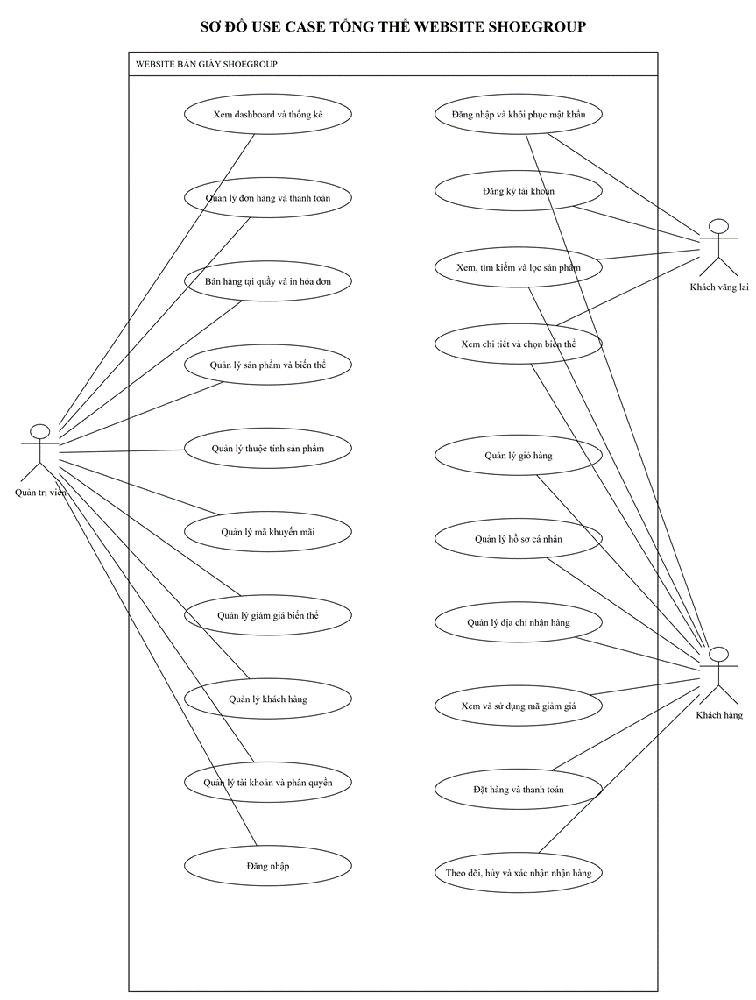 SƠ ĐỒ USE CASE TỔNG THỂ WEBSITE SHOEGROUP
WEBSITE BÁN GIÀY SHOEGROUP
Xem dashboard và thống kê
Quản lý đơn hàng và thanh toán
Bán hàng tại quầy và in hóa đơn
Quản lý sản phẩm và biến thể
Quản lý thuộc tính sản phẩm
Quản lý mã khuyến mãi
Quản lý giảm giá biến thể
Quản lý khách hàng
Quản lý tài khoản và phân quyền
Đăng nhập
Quản trị viên
Đăng nhập và khôi phục mật khẩu
Đăng ký tài khoản
Xem, tìm kiếm và lọc sản phẩm
Xem chi tiết và chọn biến thể
Quản lý giỏ hàng
Quản lý hồ sơ cá nhân
Quản lý địa chỉ nhận hàng
Xem và sử dụng mã giảm giá
Đặt hàng và thanh toán
Theo dõi, hủy và xác nhận nhận hàng
Khách vãng lai
Khách hàng